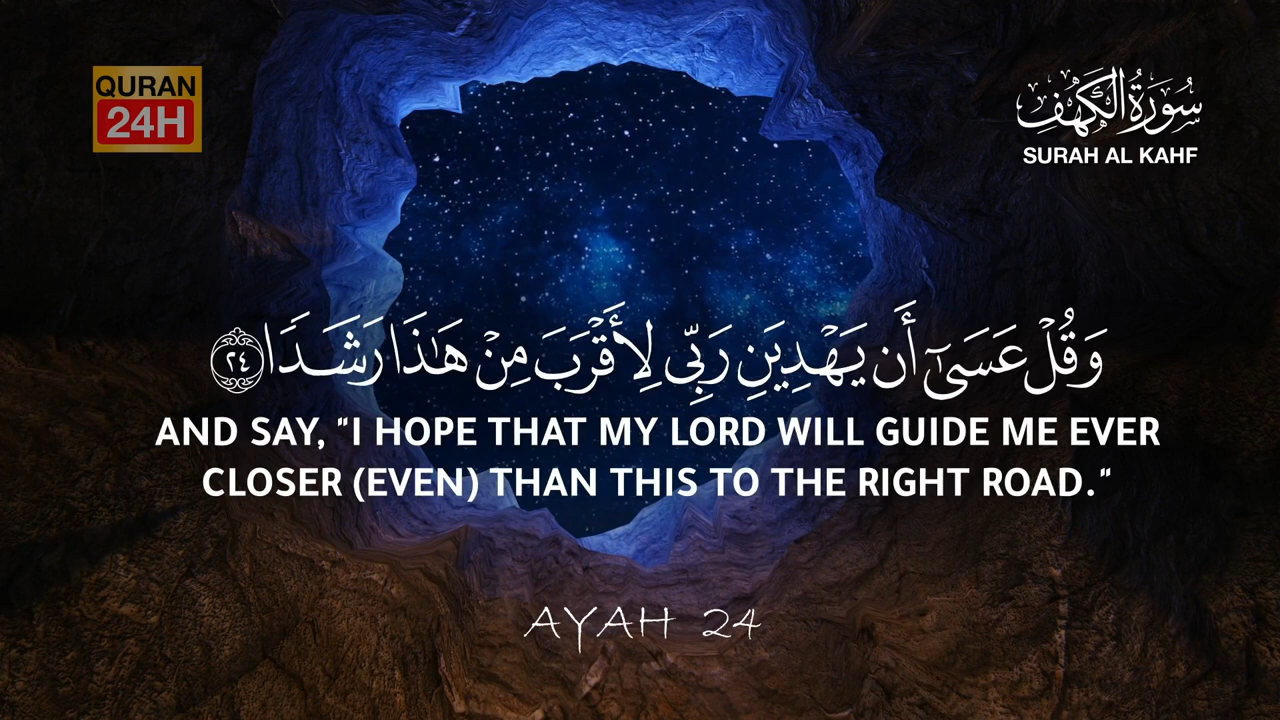 QURAN
24H
سُورَةُ الكَهْفِ
SURAH AL KAHF
وَقُلْ عَسَىٰٓ أَن يَهْدِيَنِ رَبِّى لِأَقْرَبَ مِنْ هَٰذَا رَشَدًا ٢٤
AND SAY, "I HOPE THAT MY LORD WILL GUIDE ME EVER
CLOSER (EVEN) THAN THIS TO THE RIGHT ROAD."
AYAH 24